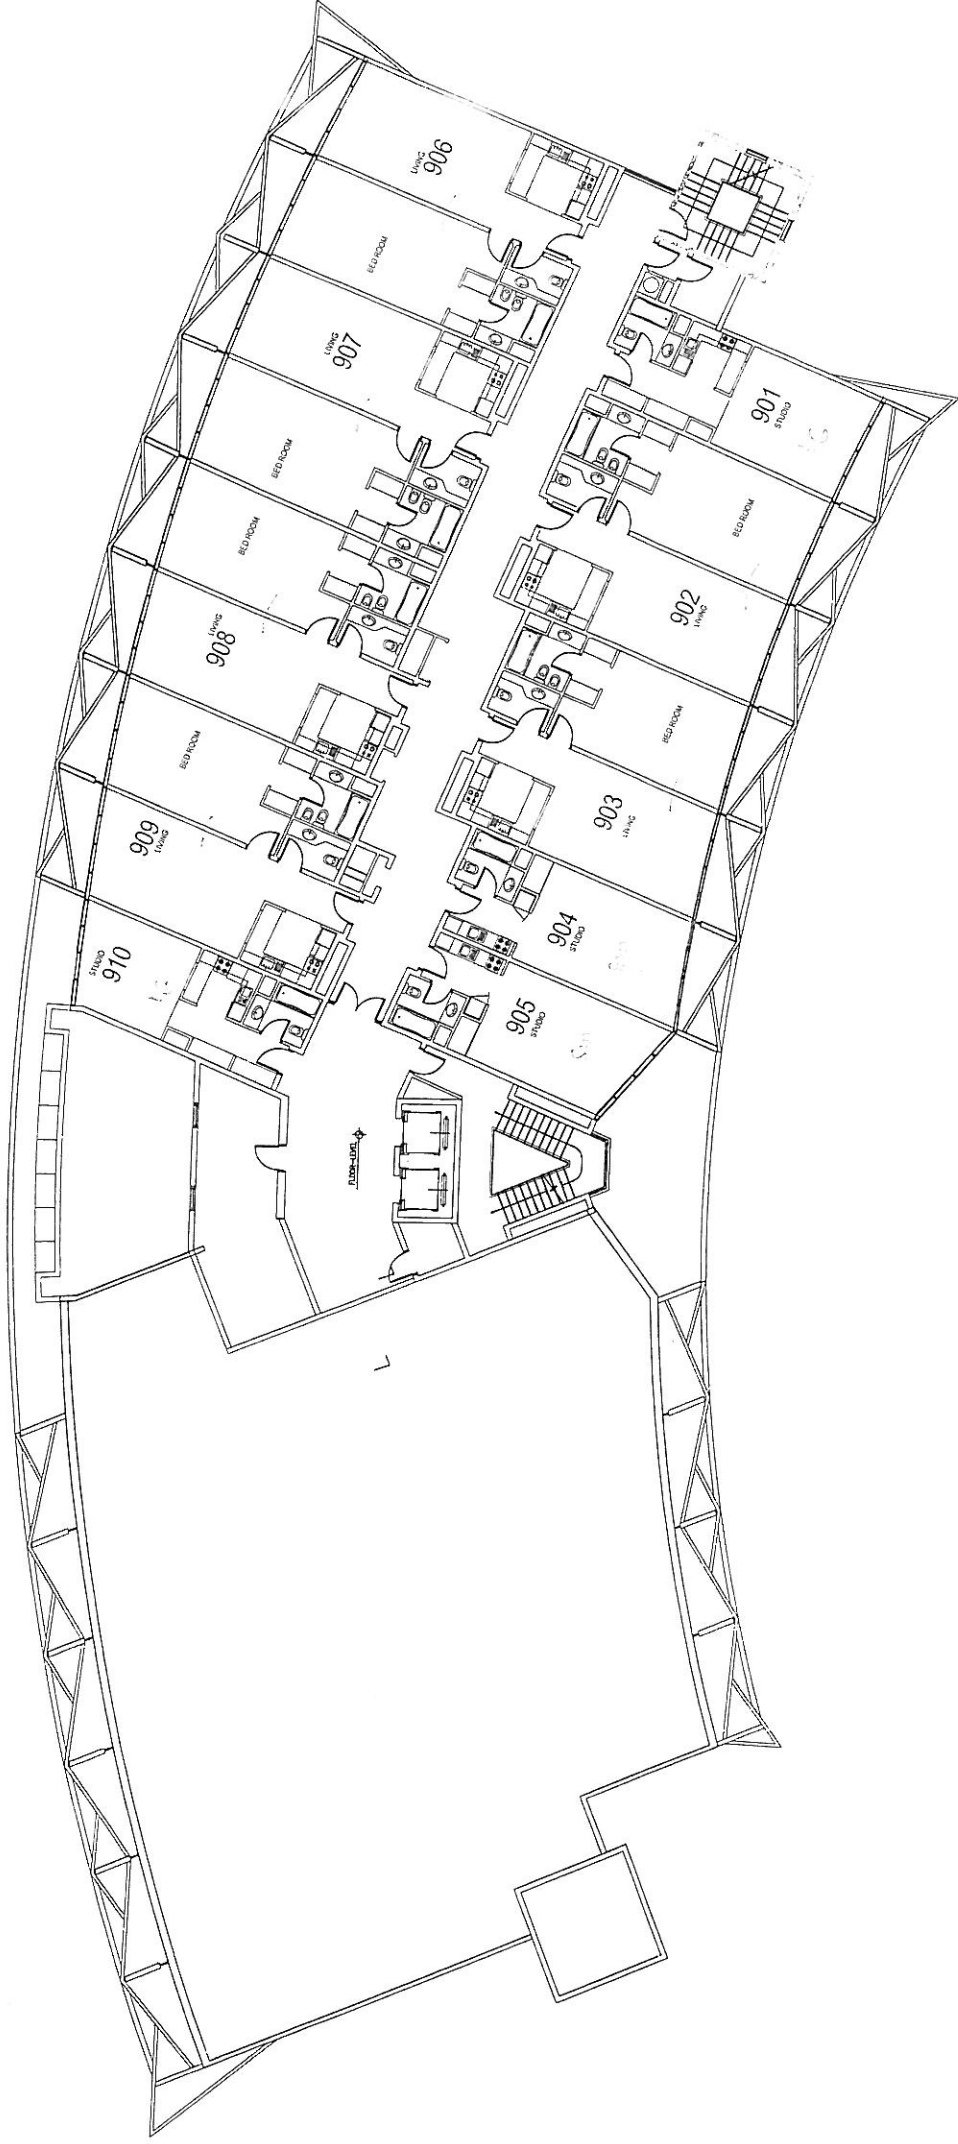 LIVING
906
BED ROOM
LIVING
907
BED ROOM
BED ROOM
LIVING
908
BED ROOM
909
LIVING
STUDIO
910
901
STUDIO
BED ROOM
902
LIVING
BED ROOM
903
LIVING
904
STUDIO
905
STUDIO
FLOOR-LEVEL